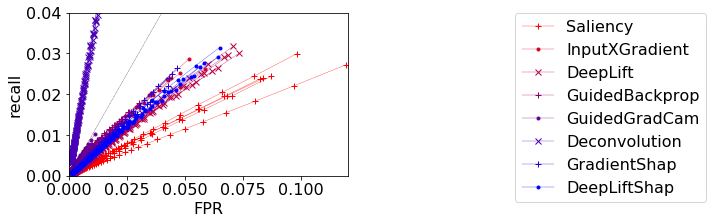 0.04
0.03
0.02
0.01
0.00
recall
0.000 0.025 0.050 0.075 0.100
FPR
Saliency
InputXGradient
DeepLift
GuidedBackprop
GuidedGradCam
Deconvolution
GradientShap
DeepLiftShap